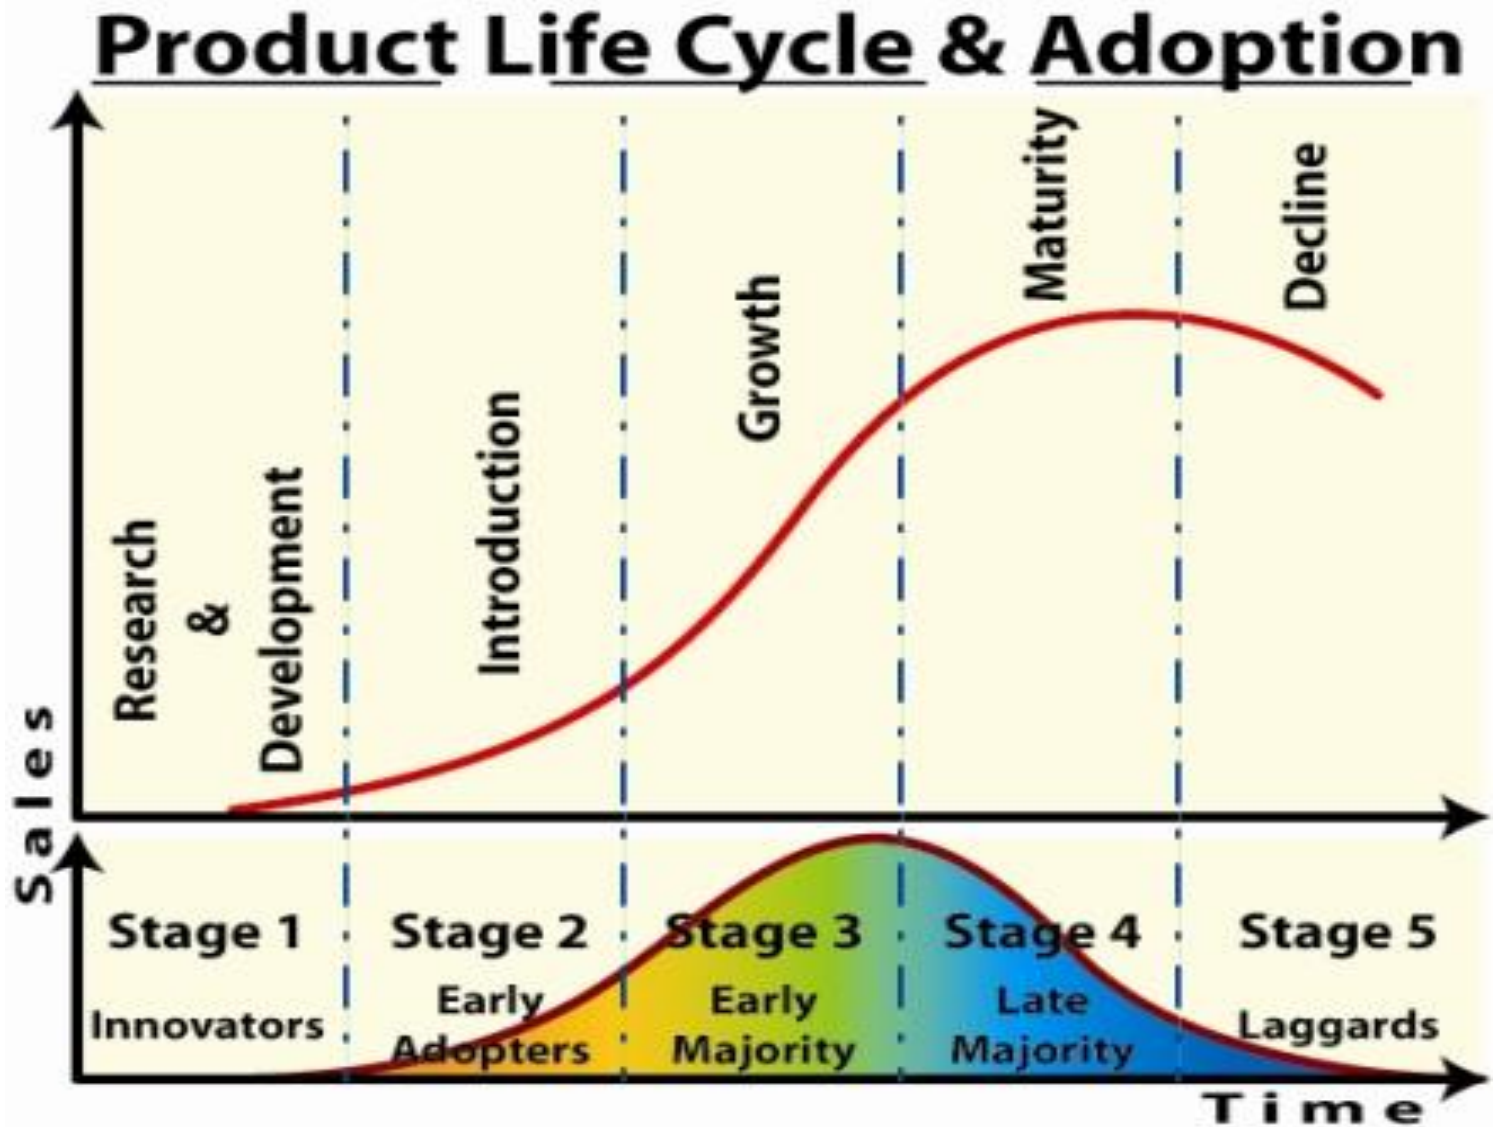 Product Life Cycle & Adoption
Research
&
Development
Introduction
Growth
Maturity
Decline
Sales
Stage 1
Innovators
Stage 2
Early
Adopters
Stage 3
Early
Majority
Stage 4
Late
Majority
Stage 5
Laggards
Time